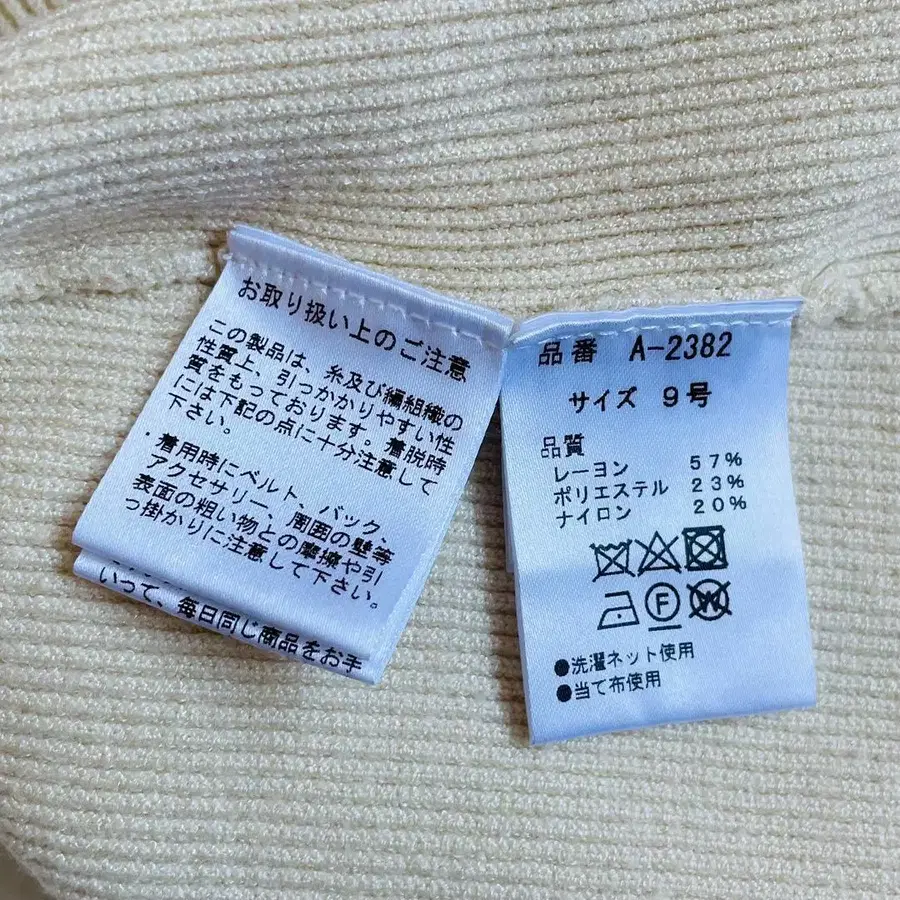 お取り扱い上のご注意
この製品は、糸及び編組織の
性質上、引っかかりやすい性
質をもっております。着脱時
には下記の点に十分注意して
下さい。
・着用時にベルト、バック、
アクセサリー、周囲の壁等
表面の粗い物との摩擦や引
っ掛かりに注意して下さい。
いって、毎日同じ商品をお手
品番 A-2382
サイズ 9号
品質
レーヨン 57%
ポリエステル 23%
ナイロン 20%
F
W
●洗濯ネット使用
●当て布使用